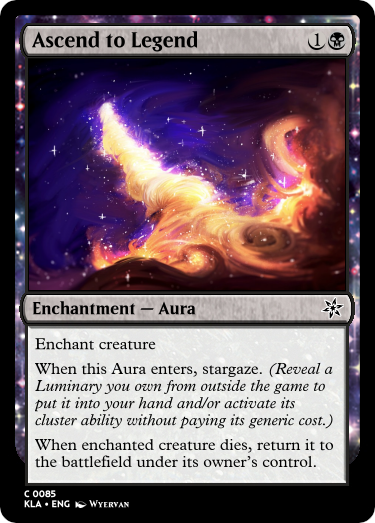 Ascend to Legend 1
Enchantment — Aura
Enchant creature
When this Aura enters, stargaze. (Reveal a
Luminary you own from outside the game to
put it into your hand and/or activate its
cluster ability without paying its generic cost.)
When enchanted creature dies, return it to
the battlefield under its owner's control.
C 0085
KLA • ENG Wyervan